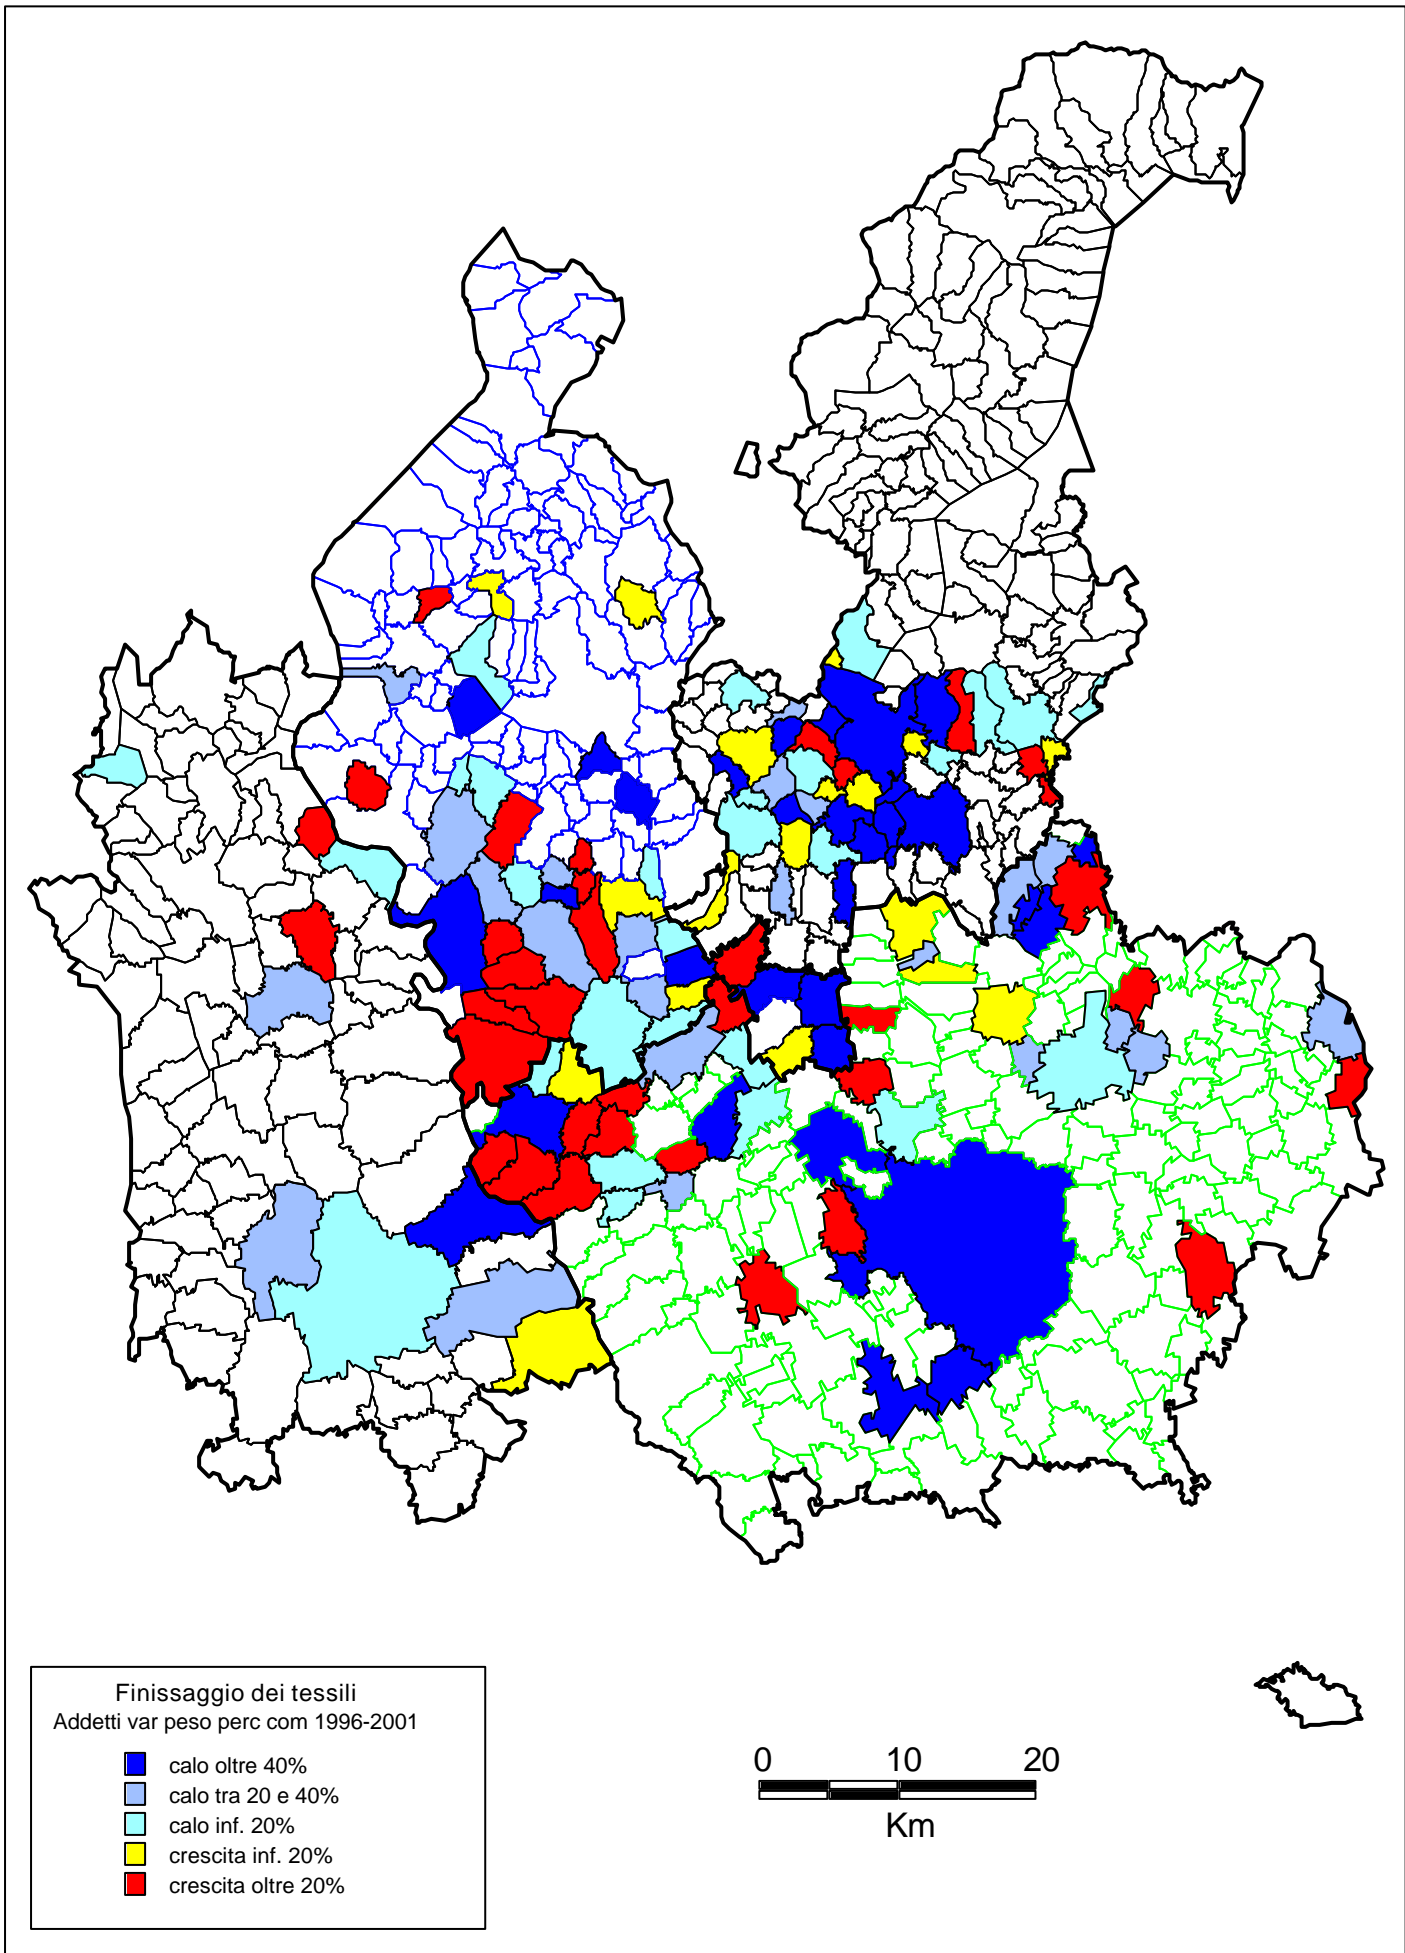 Finissaggio dei tessili
Addetti var peso perc com 1996-2001
calo oltre 40%
calo tra 20 e 40%
calo inf. 20%
crescita inf. 20%
crescita oltre 20%
0 10 20
Km